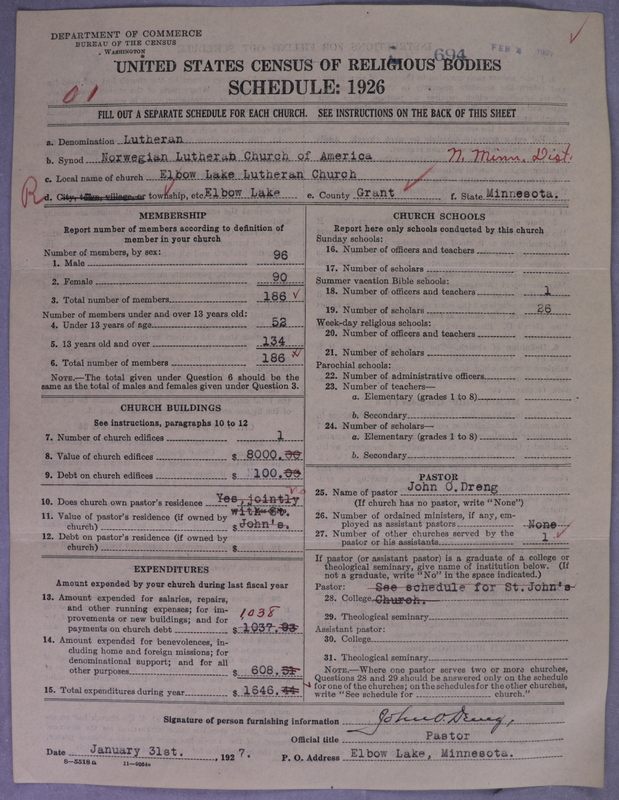 DEPARTMENT OF COMMERCE
BUREAU OF THE CENSUS
WASHINGTON
694
FEB
UNITED STATES CENSUS OF RELIGIOUS BODIES
SCHEDULE: 1926
01
FILL OUT A SEPARATE SCHEDULE FOR EACH CHURCH. SEE INSTRUCTIONS ON THE BACK OF THIS SHEET
a. Denomination Lutheran
b. Synod Norwegian Lutheran Church of America N. Minn. Dist.
c. Local name of church Elbow Lake Lutheran Church
R d. City, town, village, or township, etc. Elbow Lake e. County Grant f. State Minnesota.
MEMBERSHIP
Report number of members according to definition of
member in your church
Number of members, by sex:
1. Male 96
2. Female 90
3. Total number of members 186
Number of members under and over 13 years old:
4. Under 13 years of age 52
5. 13 years old and over 134
6. Total number of members 186
NOTE.—The total given under Question 6 should be the
same as the total of males and females given under Question 3.
CHURCH BUILDINGS
See instructions, paragraphs 10 to 12
7. Number of church edifices 1
8. Value of church edifices $ 8000.00
9. Debt on church edifices $ 100.00
10. Does church own pastor's residence Yes, jointly
11. Value of pastor's residence (if owned by with St.
church) $ John's.
12. Debt on pastor's residence (if owned by
church) $
EXPENDITURES
Amount expended by your church during last fiscal year
13. Amount expended for salaries, repairs,
and other running expenses; for im-
provements or new buildings; and for 1038
payments on church debt $ 1037.93
14. Amount expended for benevolences, in-
cluding home and foreign missions; for
denominational support; and for all
other purposes $ 608.51
15. Total expenditures during year $ 1646.44
CHURCH SCHOOLS
Report here only schools conducted by this church
Sunday schools:
16. Number of officers and teachers
17. Number of scholars
Summer vacation Bible schools:
18. Number of officers and teachers 1
19. Number of scholars 26
Week-day religious schools:
20. Number of officers and teachers
21. Number of scholars
Parochial schools:
22. Number of administrative officers
23. Number of teachers—
a. Elementary (grades 1 to 8)
b. Secondary
24. Number of scholars—
a. Elementary (grades 1 to 8)
b. Secondary
PASTOR
25. Name of pastor John O. Dreng
(If church has no pastor, write "None")
26. Number of ordained ministers, if any, em-
ployed as assistant pastors None
27. Number of other churches served by the
pastor or his assistants 1
If pastor (or assistant pastor) is a graduate of a college or
theological seminary, give name of institution below. (If
not a graduate, write "No" in the space indicated.)
Pastor: See schedule for St. John's
28. College Church.
29. Theological seminary
Assistant pastor:
30. College
31. Theological seminary
NOTE.—Where one pastor serves two or more churches,
Questions 28 and 29 should be answered only on the schedule
for one of the churches; on the schedules for the other churches,
write "See schedule for church."
Signature of person furnishing information John O. Dreng,
Official title Pastor
Date January 31st., 1927. P. O. Address Elbow Lake, Minnesota.